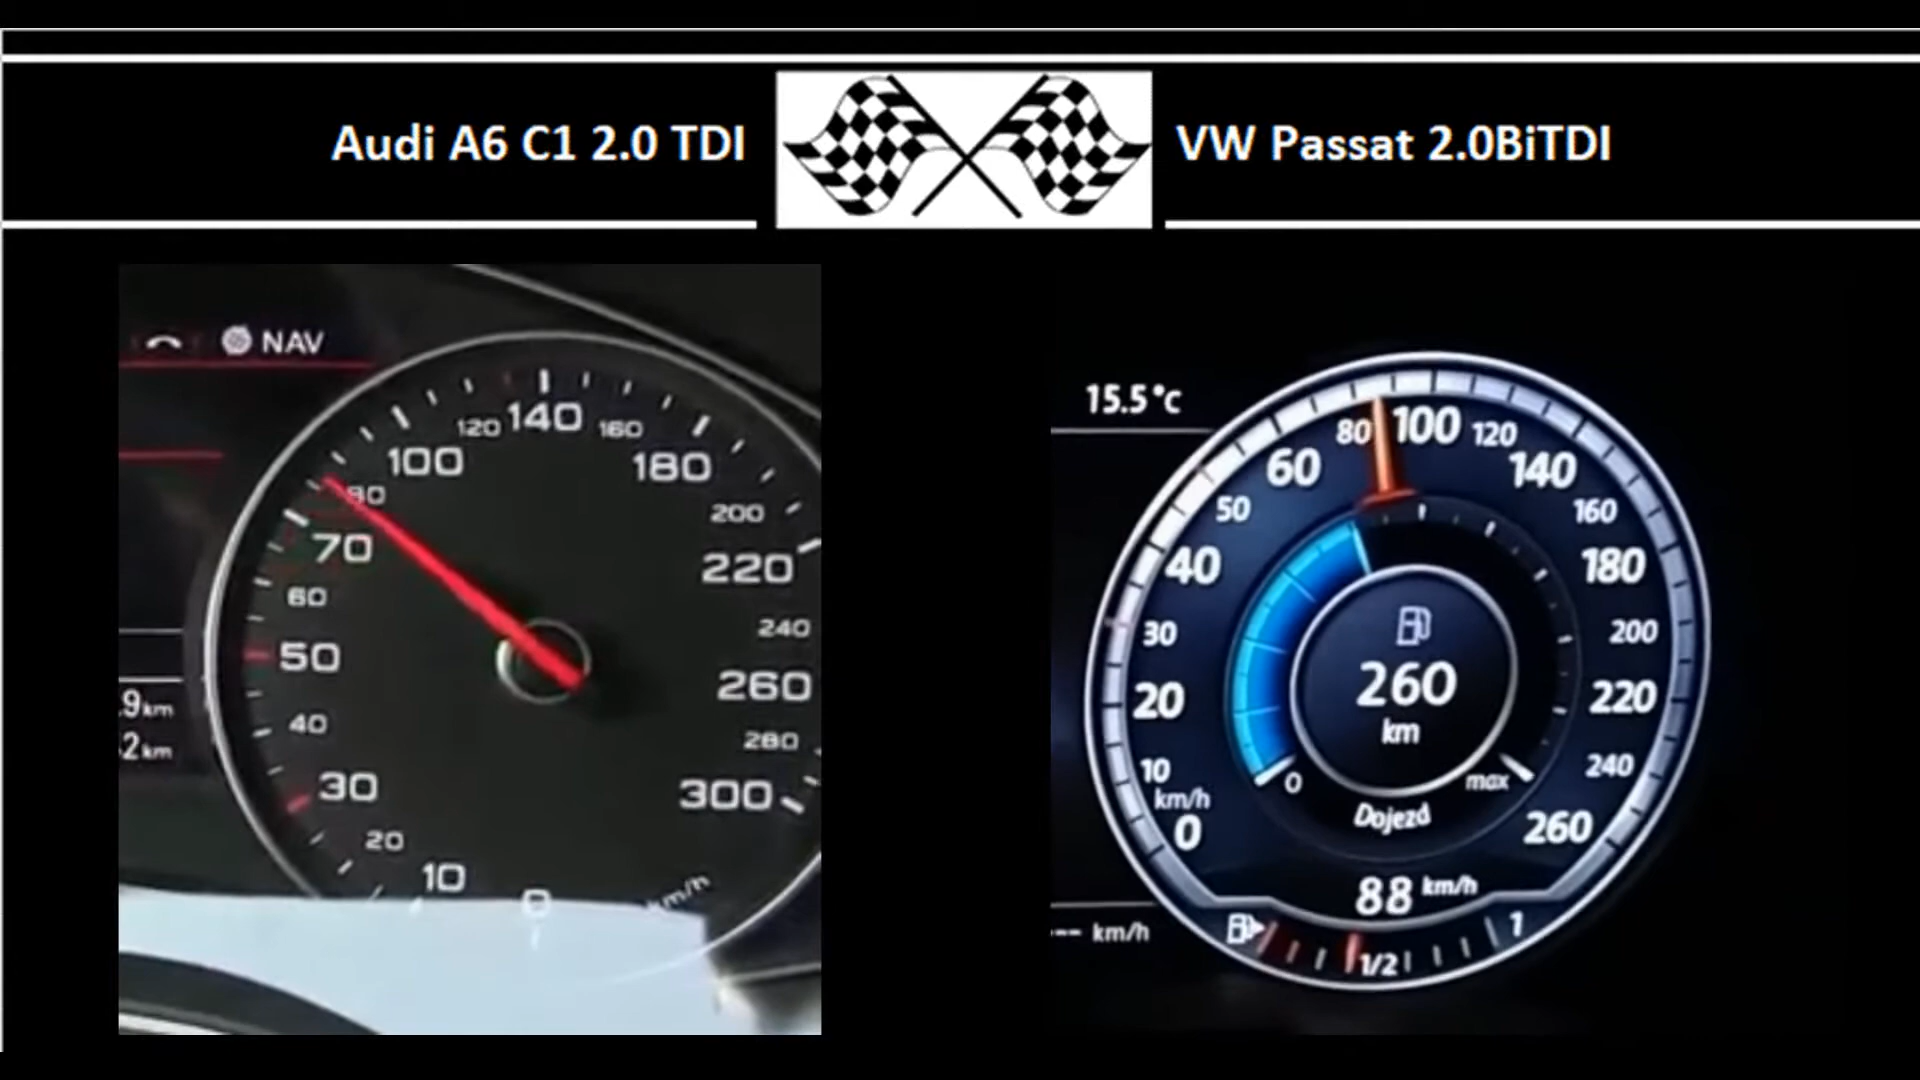 Audi A6 C1 2.0 TDI
VW Passat 2.0BiTDI
NAV
120 140 160
100 180
80 200
70 220
60 240
50 260
40 280
30 300
20
10
0 km/h
.9km
2km
15.5°C
80 100 120
60 140
50 160
40 180
30 200
20 220
10 240
km/h
0 260
260
km
0 max
Dojezd
88 km/h
--- km/h
1/2 1